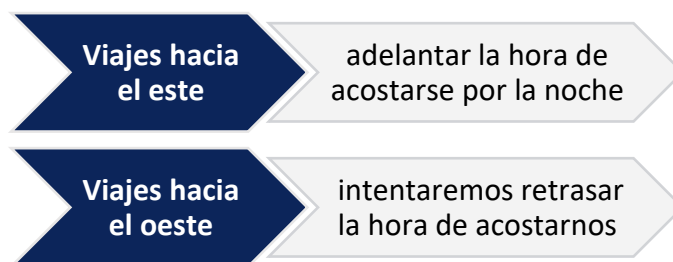 Viajes hacia
el este
adelantar la hora de
acostarse por la noche
Viajes hacia
el oeste
intentaremos retrasar
la hora de acostarnos